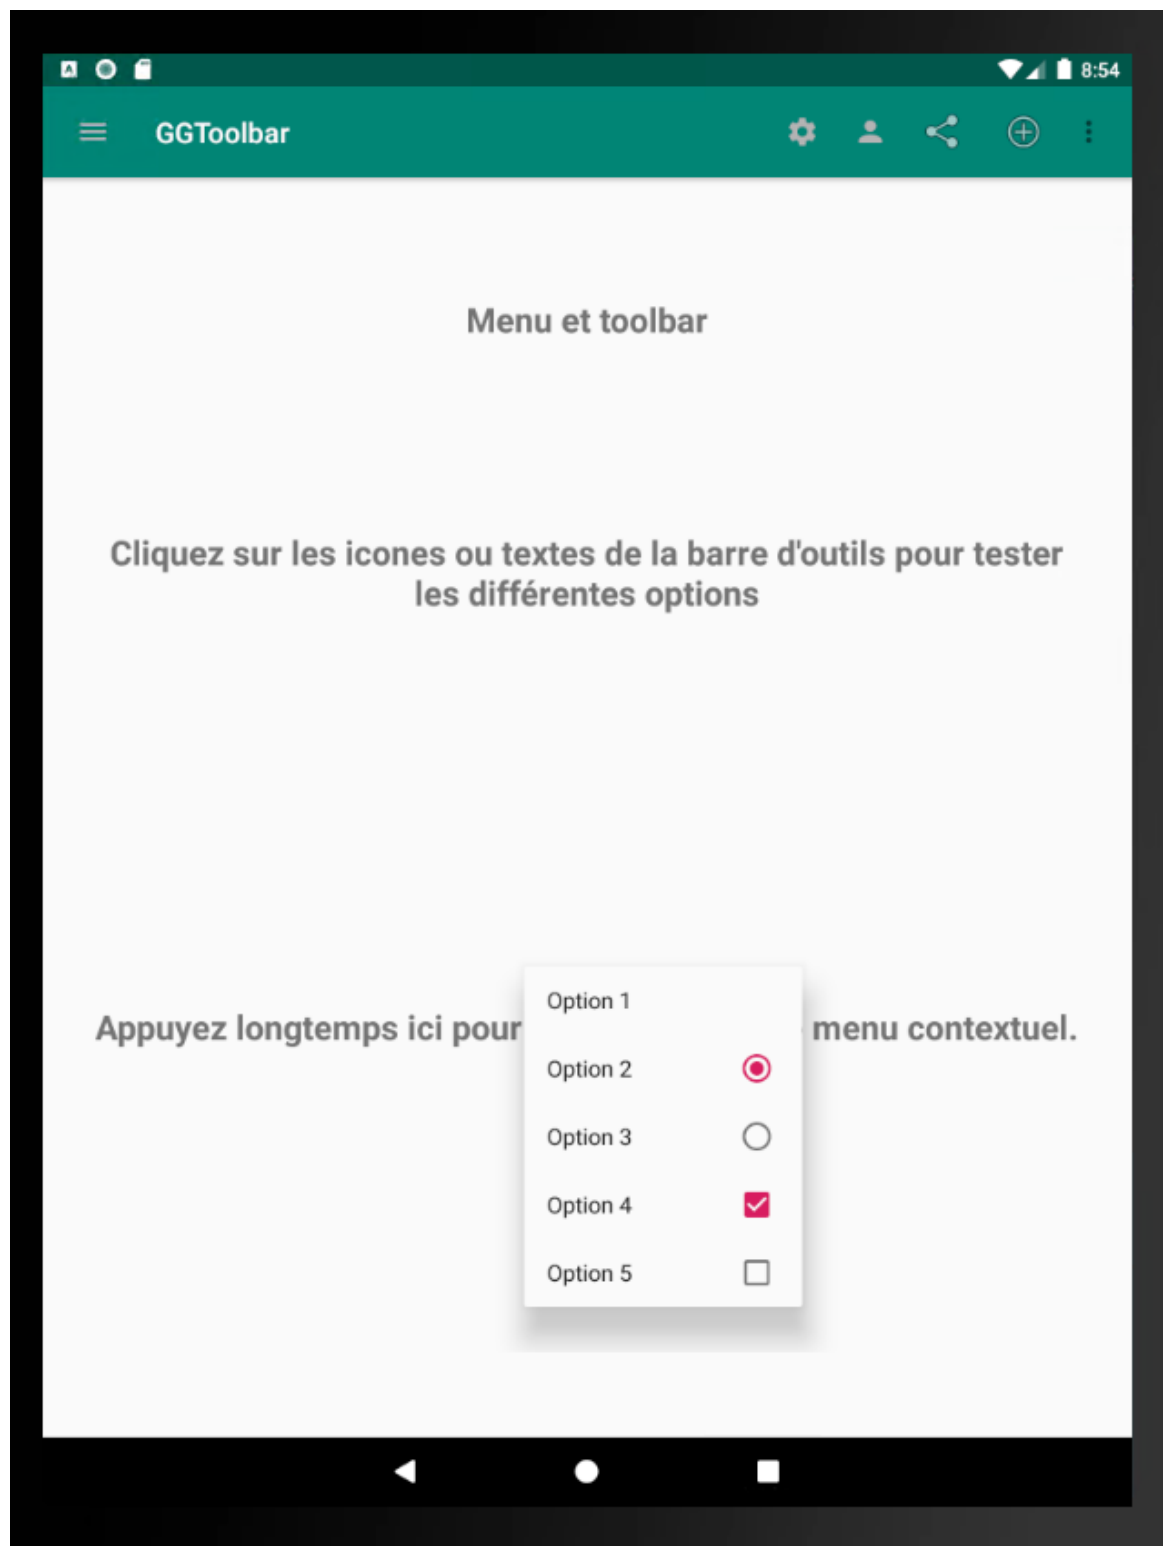 8:54
GGToolbar
Menu et toolbar
Cliquez sur les icones ou textes de la barre d'outils pour tester
les différentes options
Appuyez longtemps ici pour menu contextuel.
Option 1
Option 2
Option 3
Option 4
Option 5